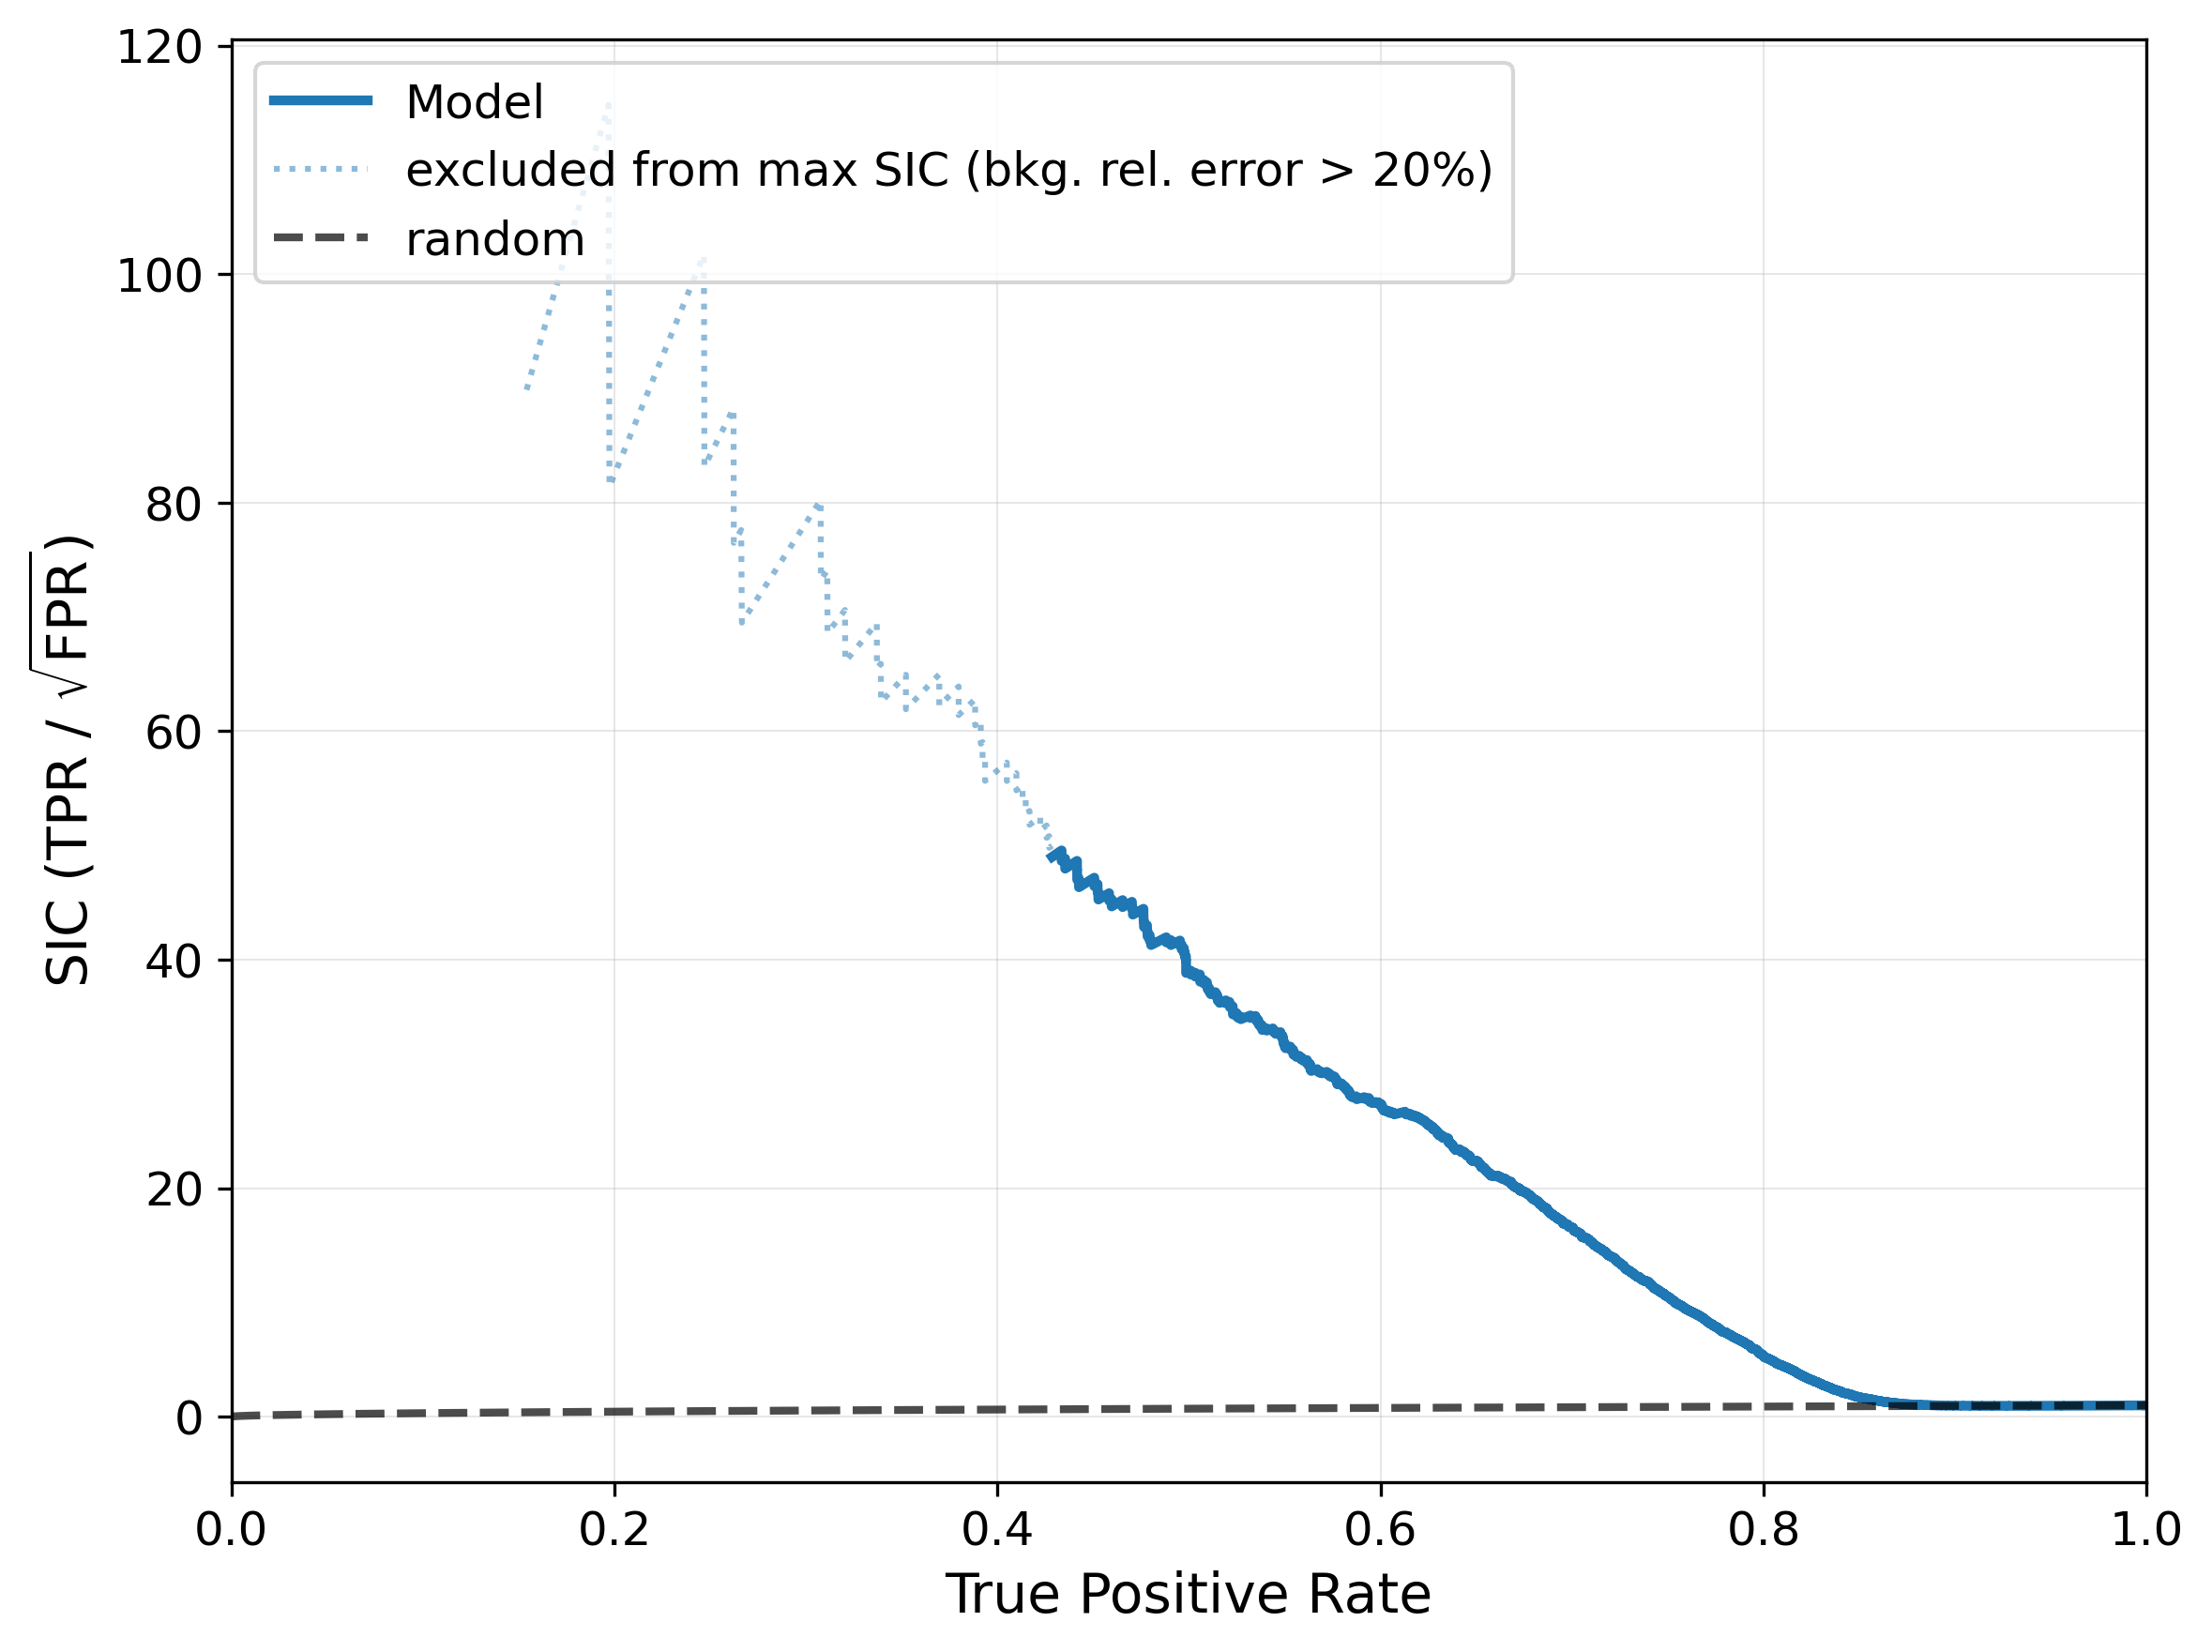 120
100
80
60
40
20
0
SIC (TPR / √FPR)
Model
excluded from max SIC (bkg. rel. error > 20%)
random
0.0 0.2 0.4 0.6 0.8 1.0
True Positive Rate